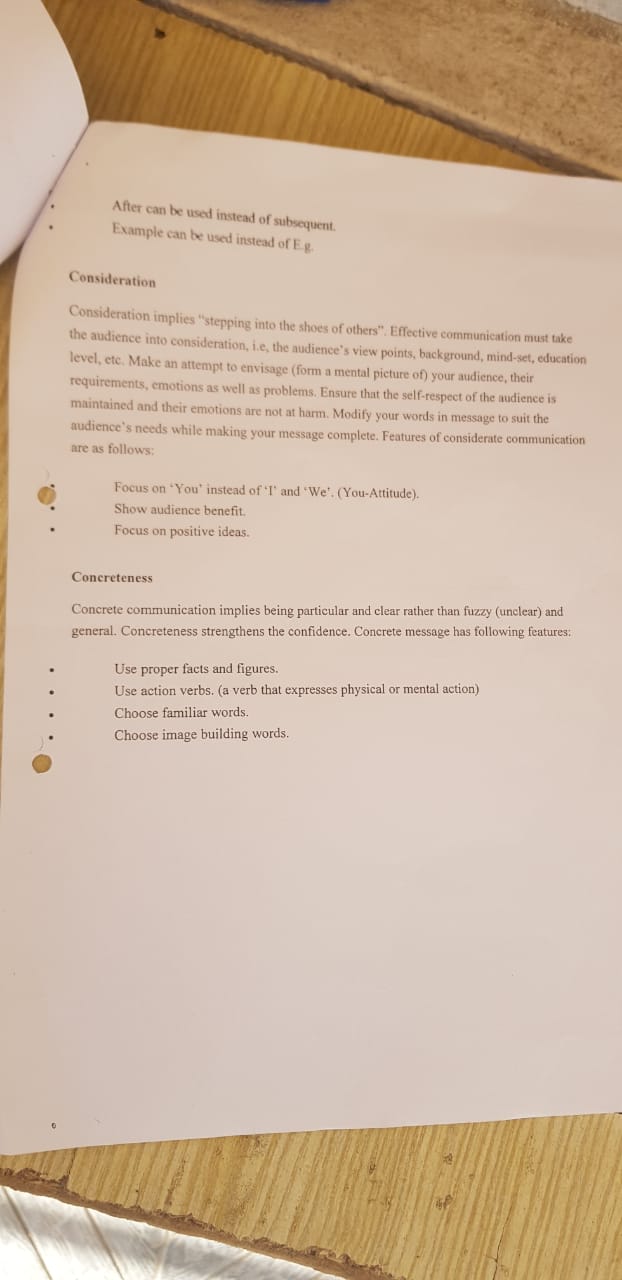 • After can be used instead of subsequent.
• Example can be used instead of E.g.
Consideration
Consideration implies "stepping into the shoes of others". Effective communication must take
the audience into consideration, i.e, the audience's view points, background, mind-set, education
level, etc. Make an attempt to envisage (form a mental picture of) your audience, their
requirements, emotions as well as problems. Ensure that the self-respect of the audience is
maintained and their emotions are not at harm. Modify your words in message to suit the
audience's needs while making your message complete. Features of considerate communication
are as follows:
• Focus on 'You' instead of 'I' and 'We'. (You-Attitude).
• Show audience benefit.
• Focus on positive ideas.
Concreteness
Concrete communication implies being particular and clear rather than fuzzy (unclear) and
general. Concreteness strengthens the confidence. Concrete message has following features:
• Use proper facts and figures.
• Use action verbs. (a verb that expresses physical or mental action)
• Choose familiar words.
• Choose image building words.